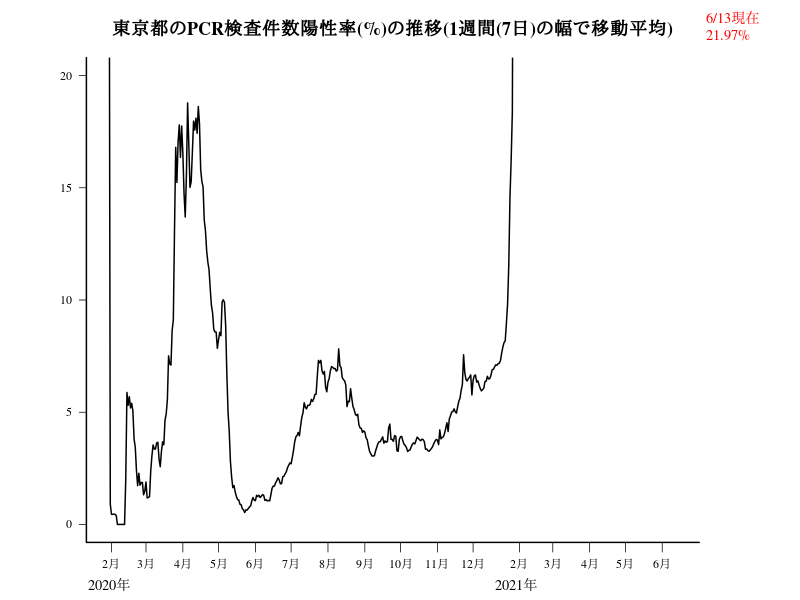 東京都のPCR検査件数陽性率(%)の推移(1週間(7日)の幅で移動平均)
6/13現在
21.97%
20
15
10
5
0
2月 3月 4月 5月 6月 7月 8月 9月 10月 11月 12月 2月 3月 4月 5月 6月
2020年 2021年